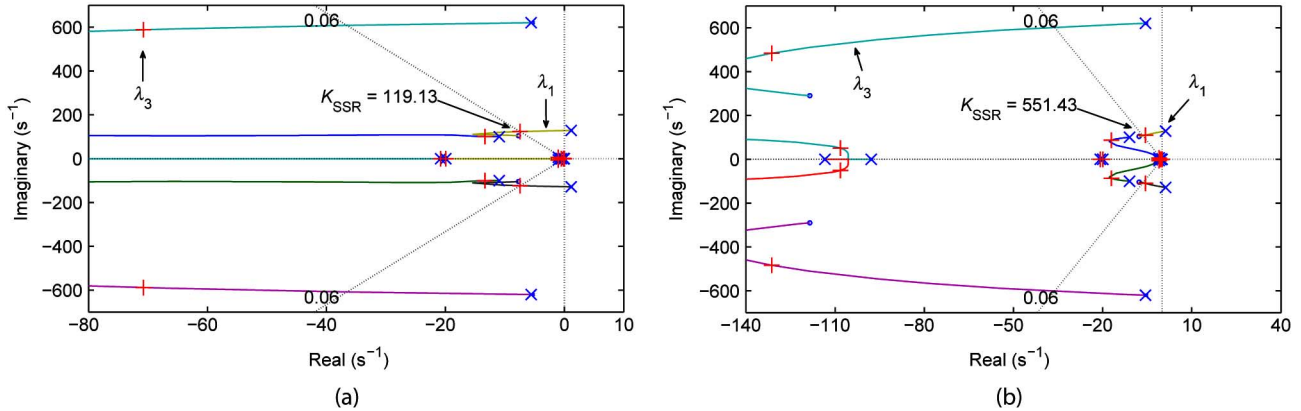 600
400
200
0
−200
−400
−600
Imaginary (s⁻¹)
0.06
λ₃
K_SSR = 119.13
λ₁
0.06
−80
−60
−40
−20
0
10
Real (s⁻¹)
(a)
600
400
200
0
−200
−400
−600
Imaginary (s⁻¹)
0.06
λ₃
K_SSR = 551.43
λ₁
0.06
−140
−110
−80
−50
−20
10
40
Real (s⁻¹)
(b)